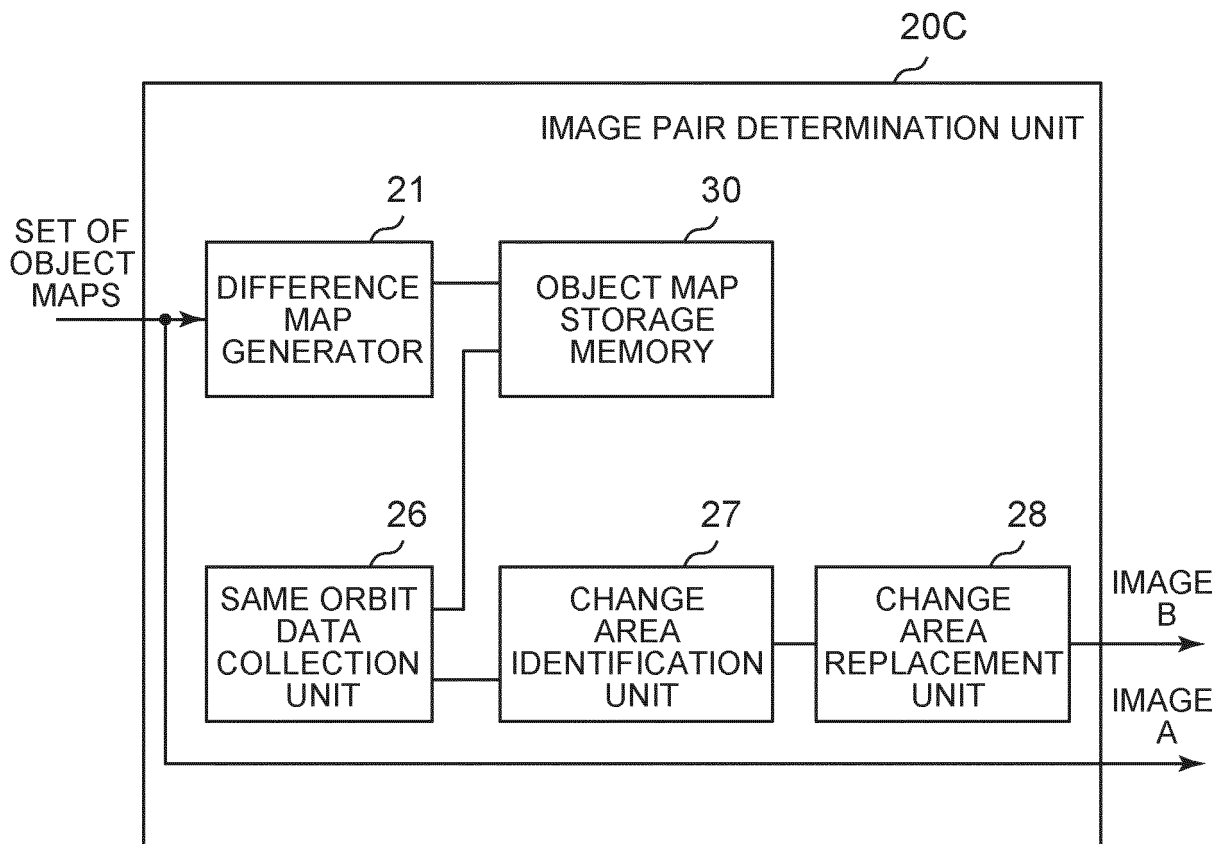 20C
IMAGE PAIR DETERMINATION UNIT
21
30
SET OF
OBJECT
MAPS
DIFFERENCE
MAP
GENERATOR
OBJECT MAP
STORAGE
MEMORY
26
27
28
SAME ORBIT
DATA
COLLECTION
UNIT
CHANGE
AREA
IDENTIFICATION
UNIT
CHANGE
AREA
REPLACEMENT
UNIT
IMAGE
B
IMAGE
A